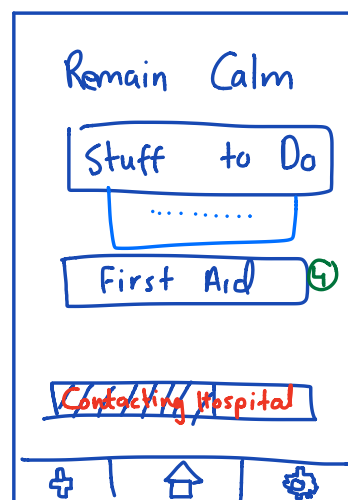 Remain Calm
Stuff to Do
..........
First Aid 4
Contacting Hospital